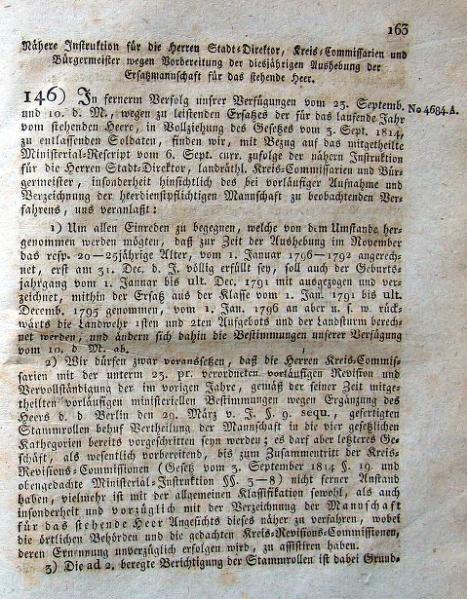 163
Nähere Instruktion für die Herren Stadt-Direktor, Kreis-Commissarien und
Bürgermeister wegen Vorbereitung der diesjährigen Aushebung der
Ersatzmannschaft für das stehende Heer.
146) In fernerm Verfolg unsrer Verfügungen vom 25. Septemb. No 4684. A.
und 10. d. M., wegen zu leistenden Ersatzes der für das laufende Jahr
vom stehenden Heere, in Vollziehung des Gesetzes vom 3. Sept. 1814,
zu entlassenden Soldaten, finden wir, mit Bezug auf das mitgetheilte
Ministerial-Rescript vom 6. Sept. curr. zufolge der nähern Instruktion
für die Herren Stadt-Direktor, landräthl. Kreis-Commissarien und Bür-
germeister, insonderheit hinsichtlich des bei vorläufiger Aufnahme und
Verzeichnung der hierdienstpflichtigen Mannschaft zu beobachtenden Ver-
fahrens, uns veranlaßt:
1) Um allen Einreden zu begegnen, welche von dem Umstande her-
genommen werden mögten, daß zur Zeit der Aushebung im November
das resp. 20-25jährige Alter, vom 1. Januar 1796-1792 angerech-
net, erst am 31. Dec. d. J. völlig erfüllt sey, soll auch der Geburts-
jahrgang vom 1. Januar bis ult. Dec. 1791 mit ausgezogen und ver-
zeichnet, mithin der Ersatz aus der Klasse vom 1. Jan. 1791 bis ult.
Decemb. 1795 genommen, vom 1. Jan. 1796 an aber u. s. w. rück-
wärts die Landwehr 1sten und 2ten Aufgebots und der Landsturm berech-
net werden, und ändern sich dahin die Bestimmungen unserer Verfügung
vom 10. d. M. ab.
2) Wir dürfen zwar voraussetzen, daß die Herren Kreis-Commis-
sarien mit der unterm 25. pr. verordneten vorläufigen Revision und
Vervollständigung der im vorigen Jahre, gemäß der seiner Zeit mitge-
theilten vorläufigen ministeriellen Bestimmungen wegen Ergänzung des
Heers d. d. Berlin den 29. März v. J. §. 9. sequ., gefertigten
Stammrollen behuf Vertheilung der Mannschaft in die vier gesetzlichen
Kathegorien bereits vorgeschritten seyn werden; es darf aber letzteres Ge-
schäft, als wesentlich vorbereitend, bis zum Zusammentritt der Kreis-
Revisions-Commissionen (Gesetz vom 3. September 1814 §. 19 und
obengedachte Ministerial-Instruktion §§. 3-8) nicht ferner Anstand
haben, vielmehr ist mit der allgemeinen Klassifikation sowohl, als auch
insonderheit und vorzüglich mit der Verzeichnung der Mannschaft
für das stehende Heer Angesichts dieses näher zu verfahren, wobei
die örtlichen Behörden und die gedachten Kreis-Revisions-Commissionen,
deren Ernennung unverzüglich erfolgen wird, zu assistiren haben.
3) Die ad 2. beregte Berichtigung der Stammrollen ist dabei Grund-